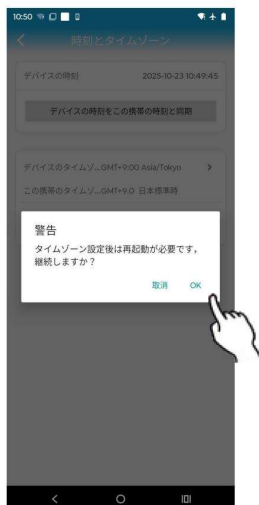 10:50
時刻とタイムゾーン
デバイスの時刻 2025-10-23 10:49:45
デバイスの時刻をこの携帯の時刻と同期
デバイスのタイムゾ...GMT+9:00 Asia/Tokyo
この携帯のタイムゾ...GMT+9.0 日本標準時
警告
タイムゾーン設定後は再起動が必要です，
継続しますか？
取消 OK